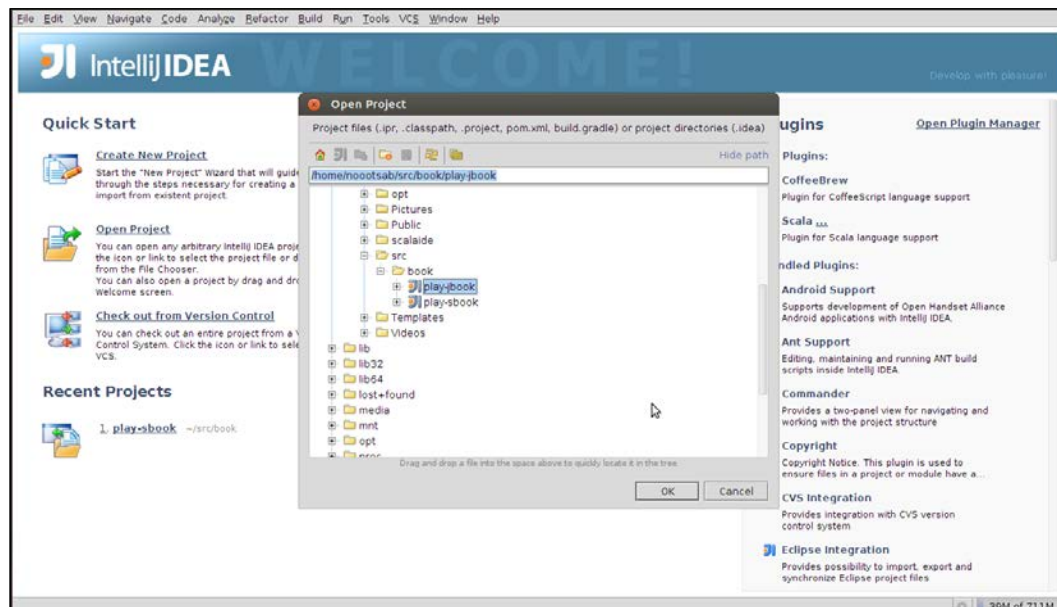 File Edit View Navigate Code Analyze Refactor Build Run Tools VCS Window Help
IntelliJ IDEA
WELCOME!
Develop with pleasure!
Quick Start
Create New Project
Start the "New Project" Wizard that will guide
through the steps necessary for creating a
import from existent project.
Open Project
You can open any arbitrary IntelliJ IDEA proje
the icon or link to select the project file or d
from the File Chooser.
You can also open a project by drag and dro
Welcome screen.
Check out from Version Control
You can check out an entire project from a V
Control System. Click the icon or link to sele
VCS.
Recent Projects
1. play-sbook ~/src/book
Open Project
Project files (.ipr, .classpath, .project, pom.xml, build.gradle) or project directories (.idea)
Hide path
/home/noootsab/src/book/play-jbook
opt
Pictures
Public
scalaide
src
book
play-jbook
play-sbook
Templates
Videos
lib
lib32
lib64
lost+found
media
mnt
opt
proc
Drag and drop a file into the space above to quickly locate it in the tree.
OK Cancel
ugins Open Plugin Manager
Plugins:
CoffeeBrew
Plugin for CoffeeScript language support
Scala ...
Plugin for Scala language support
ndled Plugins:
Android Support
Supports development of Open Handset Alliance
Android applications with IntelliJ IDEA.
Ant Support
Editing, maintaining and running ANT build
scripts inside IntelliJ IDEA
Commander
Provides a two-panel view for navigating and
working with the project structure
Copyright
Copyright Notice. This plugin is used to
ensure files in a project or module have a...
CVS Integration
Provides integration with CVS version
control system
Eclipse Integration
Provides possibility to import, export and
synchronize Eclipse project files
39M of 711M